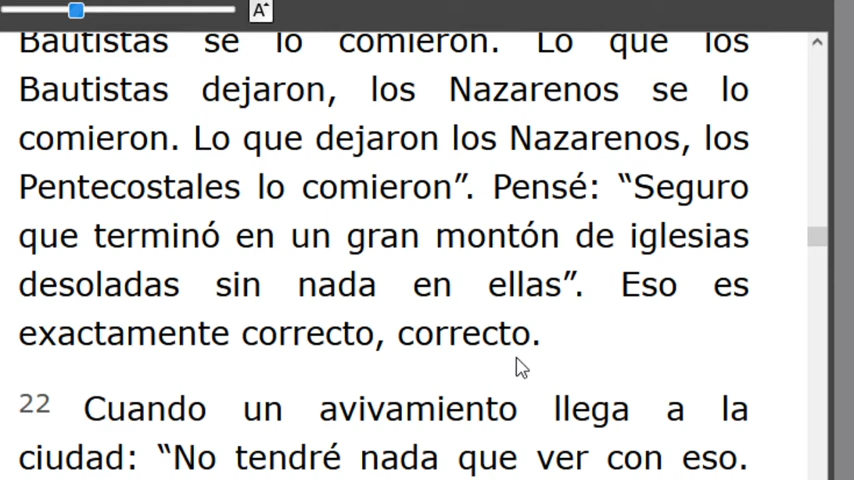 A
Bautistas se lo comieron. Lo que los
Bautistas dejaron, los Nazarenos se lo
comieron. Lo que dejaron los Nazarenos, los
Pentecostales lo comieron”. Pensé: “Seguro
que terminó en un gran montón de iglesias
desoladas sin nada en ellas”. Eso es
exactamente correcto, correcto.
22 Cuando un avivamiento llega a la
ciudad: “No tendré nada que ver con eso.